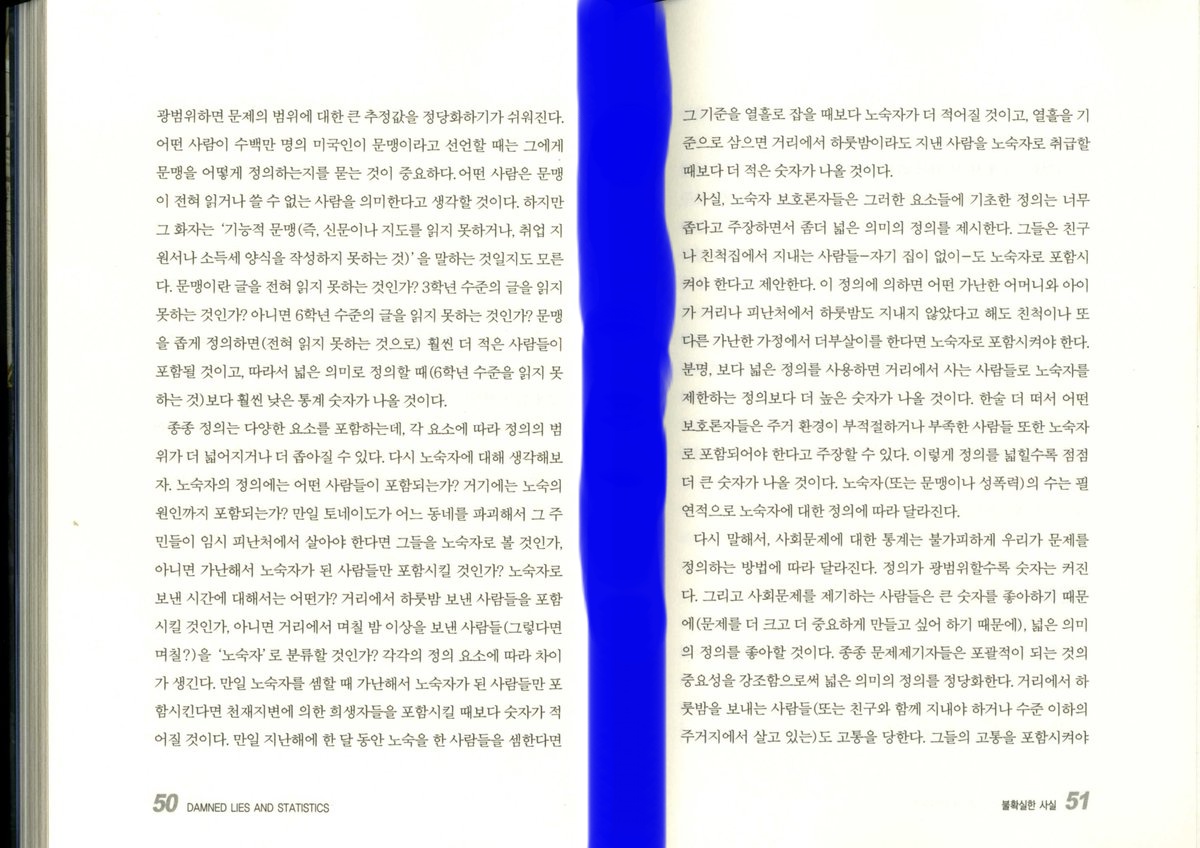 광범위하면 문제의 범위에 대한 큰 추정값을 정당화하기가 쉬워진다.
어떤 사람이 수백만 명의 미국인이 문맹이라고 선언할 때는 그에게
문맹을 어떻게 정의하는지를 묻는 것이 중요하다. 어떤 사람은 문맹
이 전혀 읽거나 쓸 수 없는 사람을 의미한다고 생각할 것이다. 하지만
그 화자는 ‘기능적 문맹(즉, 신문이나 지도를 읽지 못하거나, 취업 지
원서나 소득세 양식을 작성하지 못하는 것)’을 말하는 것일지도 모른
다. 문맹이란 글을 전혀 읽지 못하는 것인가? 3학년 수준의 글을 읽지
못하는 것인가? 아니면 6학년 수준의 글을 읽지 못하는 것인가? 문맹
을 좁게 정의하면(전혀 읽지 못하는 것으로) 훨씬 더 적은 사람들이
포함될 것이고, 따라서 넓은 의미로 정의할 때(6학년 수준을 읽지 못
하는 것)보다 훨씬 낮은 통계 숫자가 나올 것이다.
종종 정의는 다양한 요소를 포함하는데, 각 요소에 따라 정의의 범
위가 더 넓어지거나 더 좁아질 수 있다. 다시 노숙자에 대해 생각해보
자. 노숙자의 정의에는 어떤 사람들이 포함되는가? 거기에는 노숙의
원인까지 포함되는가? 만일 토네이도가 어느 동네를 파괴해서 그 주
민들이 임시 피난처에서 살아야 한다면 그들을 노숙자로 볼 것인가,
아니면 가난해서 노숙자가 된 사람들만 포함시킬 것인가? 노숙자로
보낸 시간에 대해서는 어떤가? 거리에서 하룻밤 보낸 사람들을 포함
시킬 것인가, 아니면 거리에서 며칠 밤 이상을 보낸 사람들(그렇다면
며칠?)을 ‘노숙자’로 분류할 것인가? 각각의 정의 요소에 따라 차이
가 생긴다. 만일 노숙자를 셈할 때 가난해서 노숙자가 된 사람들만 포
함시킨다면 천재지변에 의한 희생자들을 포함시킬 때보다 숫자가 적
어질 것이다. 만일 지난해에 한 달 동안 노숙을 한 사람들을 셈한다면
50 DAMNED LIES AND STATISTICS
그 기준을 열흘로 잡을 때보다 노숙자가 더 적어질 것이고, 열흘을 기
준으로 삼으면 거리에서 하룻밤이라도 지낸 사람을 노숙자로 취급할
때보다 더 적은 숫자가 나올 것이다.
사실, 노숙자 보호론자들은 그러한 요소들에 기초한 정의는 너무
좁다고 주장하면서 좀더 넓은 의미의 정의를 제시한다. 그들은 친구
나 친척집에서 지내는 사람들–자기 집이 없이–도 노숙자로 포함시
켜야 한다고 제안한다. 이 정의에 의하면 어떤 가난한 어머니와 아이
가 거리나 피난처에서 하룻밤도 지내지 않았다고 해도 친척이나 또
다른 가난한 가정에서 더부살이를 한다면 노숙자로 포함시켜야 한다.
분명, 보다 넓은 정의를 사용하면 거리에서 사는 사람들로 노숙자를
제한하는 정의보다 더 높은 숫자가 나올 것이다. 한술 더 떠서 어떤
보호론자들은 주거 환경이 부적절하거나 부족한 사람들 또한 노숙자
로 포함되어야 한다고 주장할 수 있다. 이렇게 정의를 넓힐수록 점점
더 큰 숫자가 나올 것이다. 노숙자(또는 문맹이나 성폭력)의 수는 필
연적으로 노숙자에 대한 정의에 따라 달라진다.
다시 말해서, 사회문제에 대한 통계는 불가피하게 우리가 문제를
정의하는 방법에 따라 달라진다. 정의가 광범위할수록 숫자는 커진
다. 그리고 사회문제를 제기하는 사람들은 큰 숫자를 좋아하기 때문
에(문제를 더 크고 더 중요하게 만들고 싶어 하기 때문에), 넓은 의미
의 정의를 좋아할 것이다. 종종 문제제기자들은 포괄적이 되는 것의
중요성을 강조함으로써 넓은 의미의 정의를 정당화한다. 거리에서 하
룻밤을 보내는 사람들(또는 친구와 함께 지내야 하거나 수준 이하의
주거지에서 살고 있는)도 고통을 당한다. 그들의 고통을 포함시켜야
불확실한 사실 51